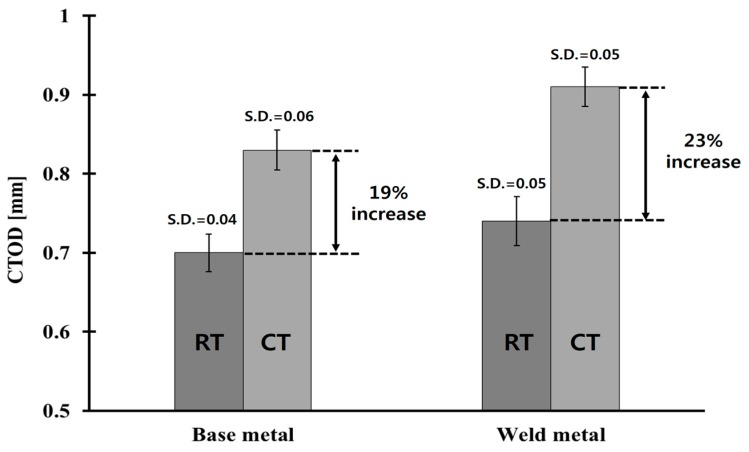 1
0.9
0.8
0.7
0.6
0.5
CTOD [mm]
S.D.=0.04
S.D.=0.06
19%
increase
RT
CT
Base metal
S.D.=0.05
S.D.=0.05
23%
increase
RT
CT
Weld metal